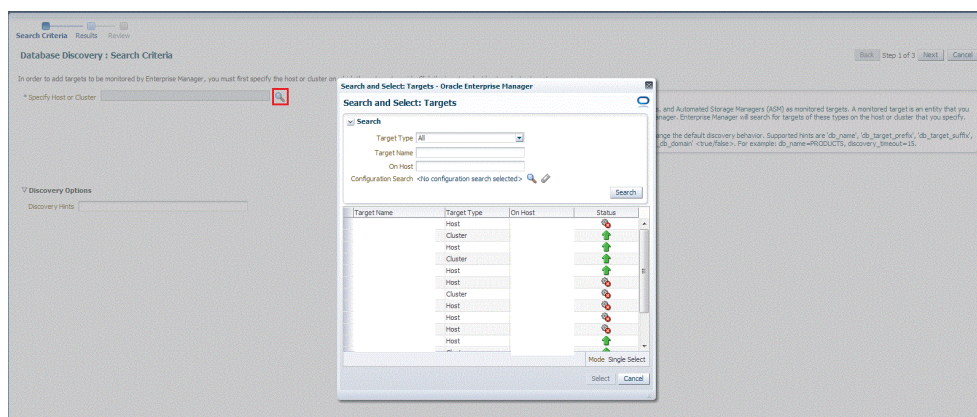 Search Criteria Results Review
Database Discovery : Search Criteria
Back Step 1 of 3 Next Cancel
In order to add targets to be monitored by Enterprise Manager, you must first specify the host or cluster on
* Specify Host or Cluster
, and Automated Storage Managers (ASM) as monitored targets. A monitored target is an entity that you
anager. Enterprise Manager will search for targets of these types on the host or cluster that you specify.
ange the default discovery behavior. Supported hints are 'db_name', 'db_target_prefix', 'db_target_suffix',
_db_domain' <true/false>. For example: db_name=PRODUCTS, discovery_timeout=15.
Discovery Options
Discovery Hints
Search and Select: Targets - Oracle Enterprise Manager
Search and Select: Targets
Search
Target Type All
Target Name
On Host
Configuration Search <No configuration search selected>
Search
Target Name Target Type On Host Status
Host
Cluster
Host
Cluster
Host
Host
Cluster
Host
Host
Host
Host
Mode Single Select
Select Cancel